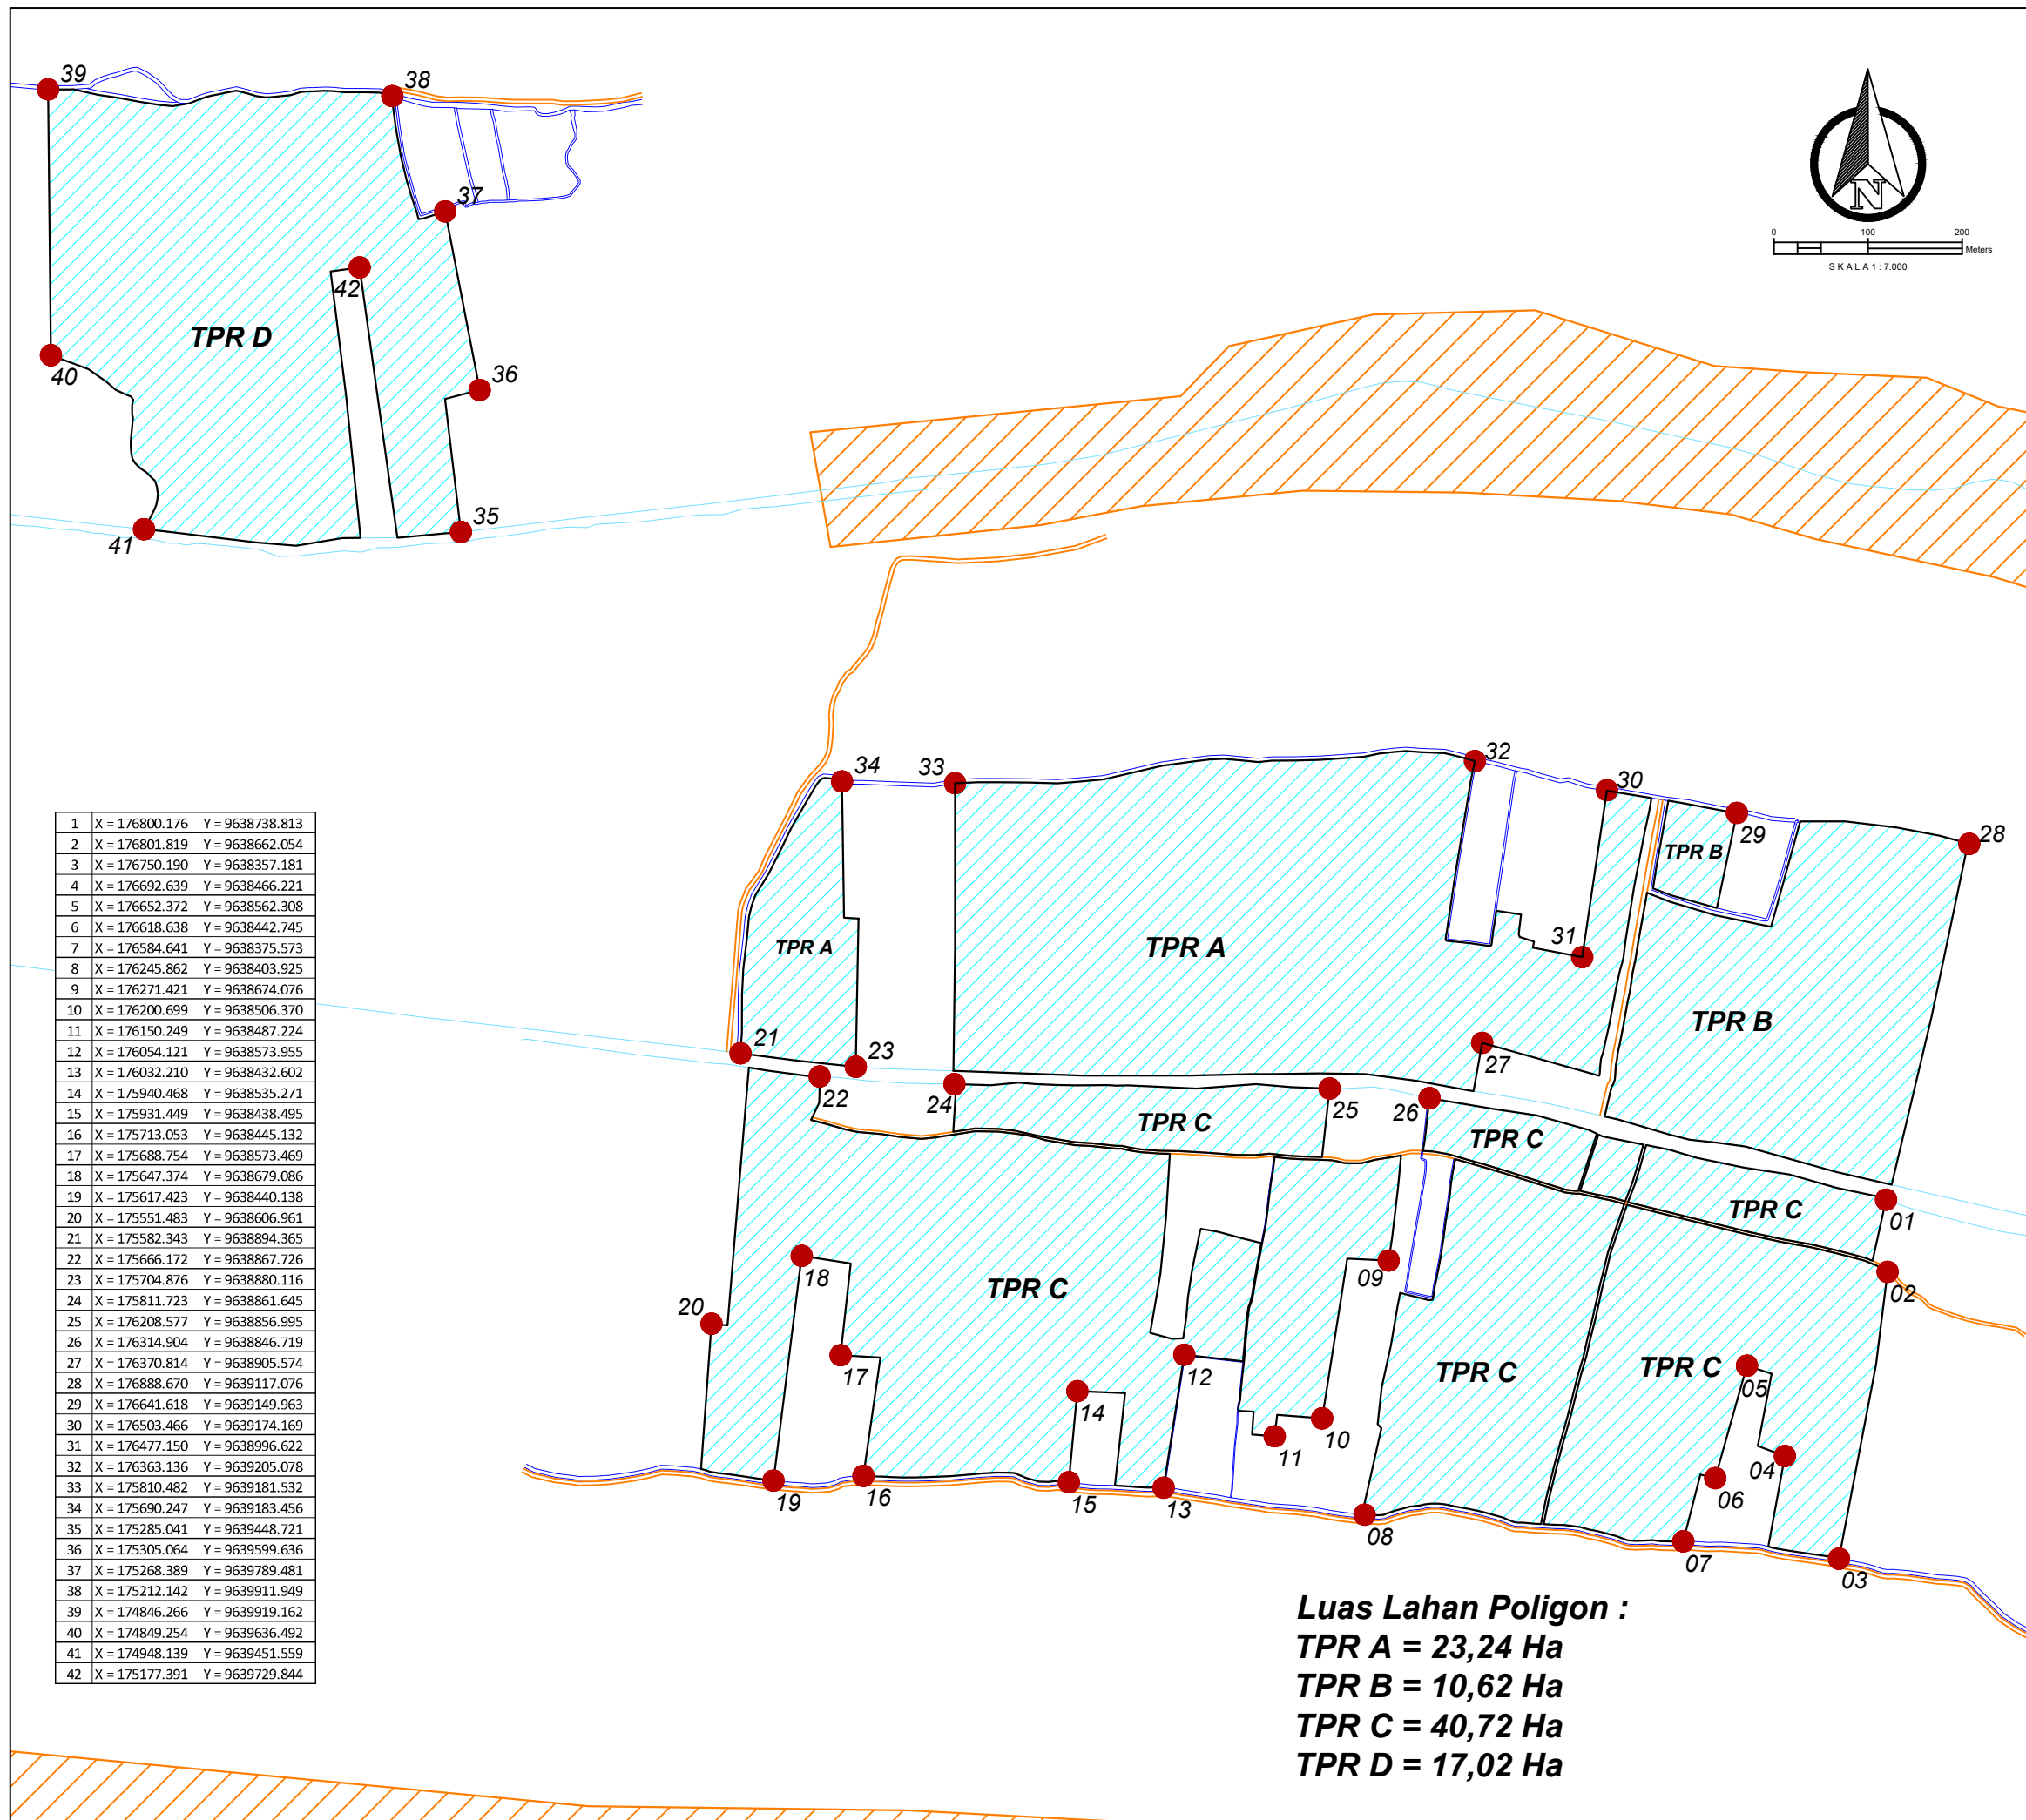 39
38
37
42
TPR D
40
36
35
41
N
0 100 200
Meters
S K A L A 1 : 7.000
34
33
32
30
29
28
TPR B
31
TPR A
TPR A
TPR B
21
23
27
22
24
25
26
TPR C
TPR C
TPR C
01
02
18
09
TPR C
20
17
12
TPR C
TPR C
05
14
10
11
04
06
19
16
15
13
08
07
03
1 X = 176800.176 Y = 9638738.813
2 X = 176801.819 Y = 9638662.054
3 X = 176750.190 Y = 9638357.181
4 X = 176692.639 Y = 9638466.221
5 X = 176652.372 Y = 9638562.308
6 X = 176618.638 Y = 9638442.745
7 X = 176584.641 Y = 9638375.573
8 X = 176245.862 Y = 9638403.925
9 X = 176271.421 Y = 9638674.076
10 X = 176200.699 Y = 9638506.370
11 X = 176150.249 Y = 9638487.224
12 X = 176054.121 Y = 9638573.955
13 X = 176032.210 Y = 9638432.602
14 X = 175940.468 Y = 9638535.271
15 X = 175931.449 Y = 9638438.495
16 X = 175713.053 Y = 9638445.132
17 X = 175688.754 Y = 9638573.469
18 X = 175647.374 Y = 9638679.086
19 X = 175617.423 Y = 9638440.138
20 X = 175551.483 Y = 9638606.961
21 X = 175582.343 Y = 9638894.365
22 X = 175666.172 Y = 9638867.726
23 X = 175704.876 Y = 9638880.116
24 X = 175811.723 Y = 9638861.645
25 X = 176208.577 Y = 9638856.995
26 X = 176314.904 Y = 9638846.719
27 X = 176370.814 Y = 9638905.574
28 X = 176888.670 Y = 9639117.076
29 X = 176641.618 Y = 9639149.963
30 X = 176503.466 Y = 9639174.169
31 X = 176477.150 Y = 9638996.622
32 X = 176363.136 Y = 9639205.078
33 X = 175810.482 Y = 9639181.532
34 X = 175690.247 Y = 9639183.456
35 X = 175285.041 Y = 9639448.721
36 X = 175305.064 Y = 9639599.636
37 X = 175268.389 Y = 9639789.481
38 X = 175212.142 Y = 9639911.949
39 X = 174846.266 Y = 9639919.162
40 X = 174849.254 Y = 9639636.492
41 X = 174948.139 Y = 9639451.559
42 X = 175177.391 Y = 9639729.844
Luas Lahan Poligon :
TPR A = 23,24 Ha
TPR B = 10,62 Ha
TPR C = 40,72 Ha
TPR D = 17,02 Ha